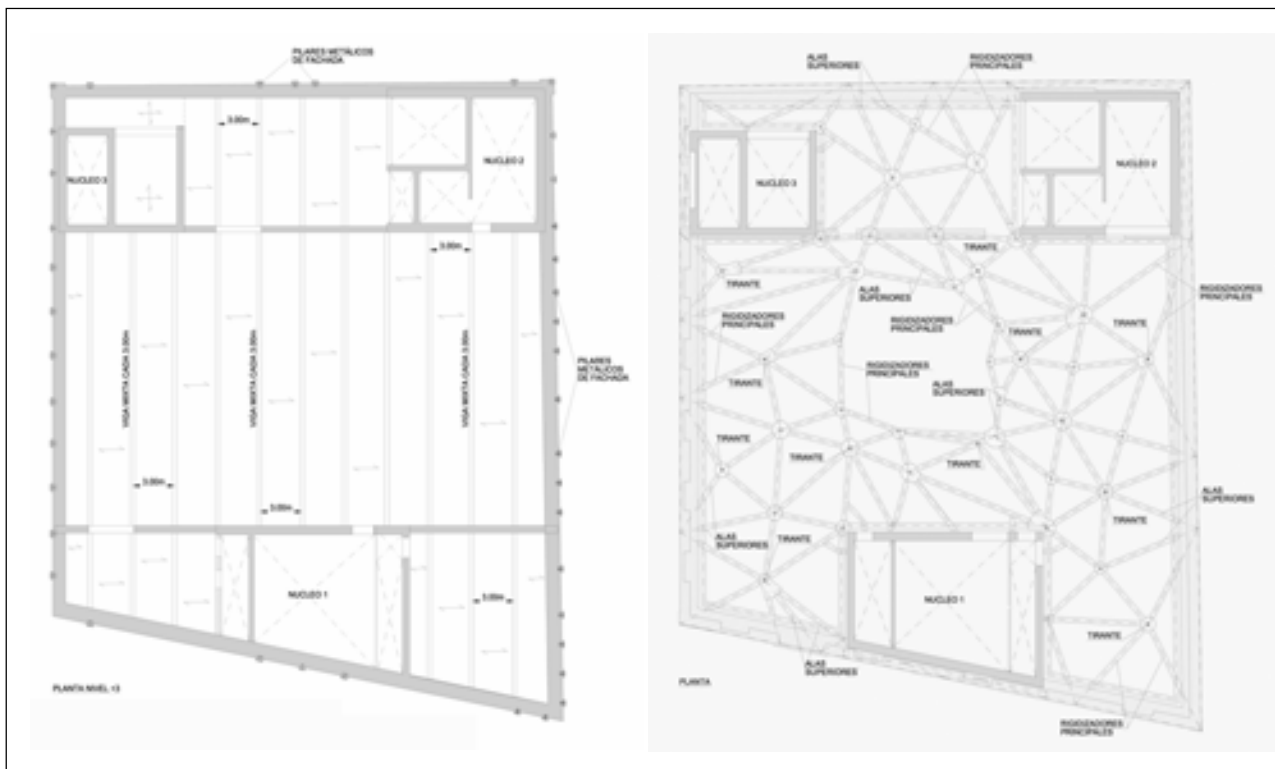 PILARES METÁLICOS
DE FACHADA
3.00m
NUCLEO 3
NUCLEO 2
3.00m
VIGA MIXTA CADA 3.00m
VIGA MIXTA CADA 3.00m
VIGA MIXTA CADA 3.00m
PILARES
METÁLICOS
DE FACHADA
3.00m
3.00m
NUCLEO 1
3.00m
PLANTA NIVEL +3
ALAS
SUPERIORES
RIGIDIZADORES
PRINCIPALES
NUCLEO 3
NUCLEO 2
TIRANTE
TIRANTE
ALAS
SUPERIORES
RIGIDIZADORES
PRINCIPALES
RIGIDIZADORES
PRINCIPALES
RIGIDIZADORES
PRINCIPALES
TIRANTE
TIRANTE
RIGIDIZADORES
PRINCIPALES
TIRANTE
ALAS
SUPERIORES
TIRANTE
TIRANTE
TIRANTE
TIRANTE
ALAS
SUPERIORES
TIRANTE
ALAS
SUPERIORES
TIRANTE
NUCLEO 1
TIRANTE
ALAS
SUPERIORES
PLANTA
RIGIDIZADORES
PRINCIPALES